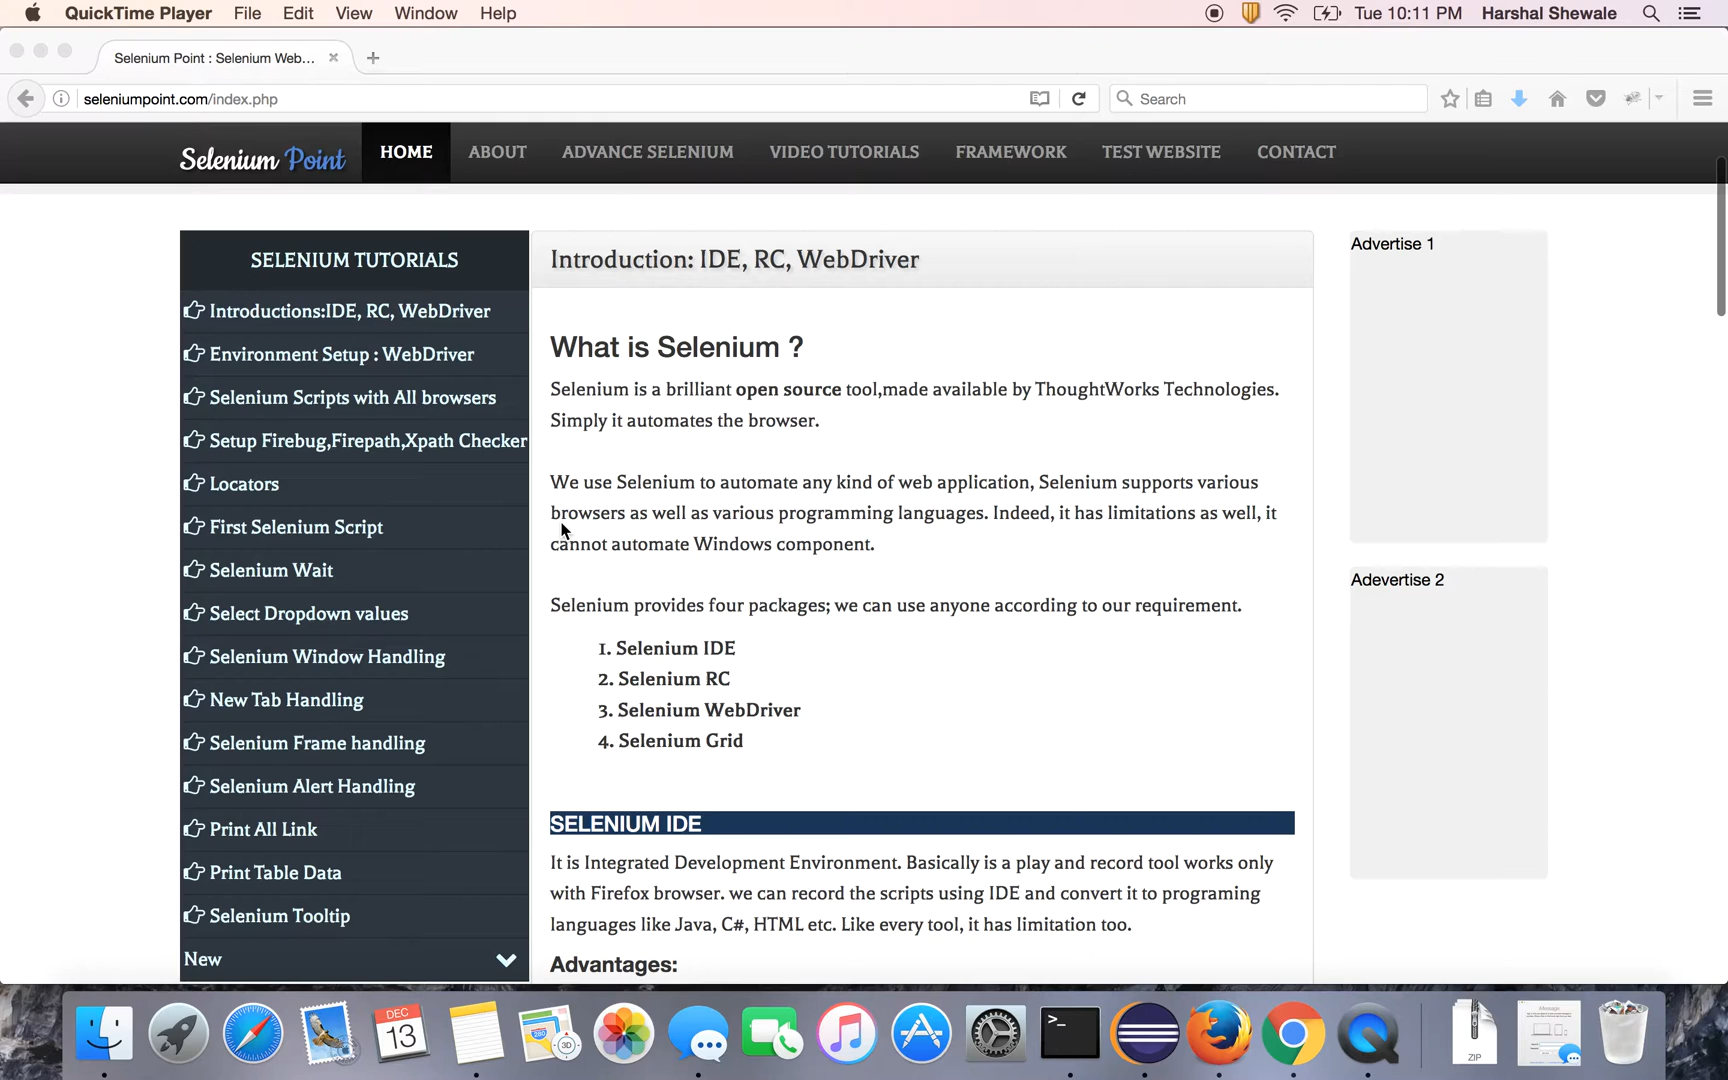 QuickTime Player File Edit View Window Help Tue 10:11 PM Harshal Shewale
Selenium Point : Selenium Web...
seleniumpoint.com/index.php Search
Selenium Point HOME ABOUT ADVANCE SELENIUM VIDEO TUTORIALS FRAMEWORK TEST WEBSITE CONTACT
SELENIUM TUTORIALS
Introductions:IDE, RC, WebDriver
Environment Setup : WebDriver
Selenium Scripts with All browsers
Setup Firebug,Firepath,Xpath Checker
Locators
First Selenium Script
Selenium Wait
Select Dropdown values
Selenium Window Handling
New Tab Handling
Selenium Frame handling
Selenium Alert Handling
Print All Link
Print Table Data
Selenium Tooltip
New
Introduction: IDE, RC, WebDriver
What is Selenium ?
Selenium is a brilliant open source tool,made available by ThoughtWorks Technologies.
Simply it automates the browser.
We use Selenium to automate any kind of web application, Selenium supports various
browsers as well as various programming languages. Indeed, it has limitations as well, it
cannot automate Windows component.
Selenium provides four packages; we can use anyone according to our requirement.
1. Selenium IDE
2. Selenium RC
3. Selenium WebDriver
4. Selenium Grid
SELENIUM IDE
It is Integrated Development Environment. Basically is a play and record tool works only
with Firefox browser. we can record the scripts using IDE and convert it to programing
languages like Java, C#, HTML etc. Like every tool, it has limitation too.
Advantages:
Advertise 1
Adevertise 2
DEC
13
280
3D
>_
ZIP